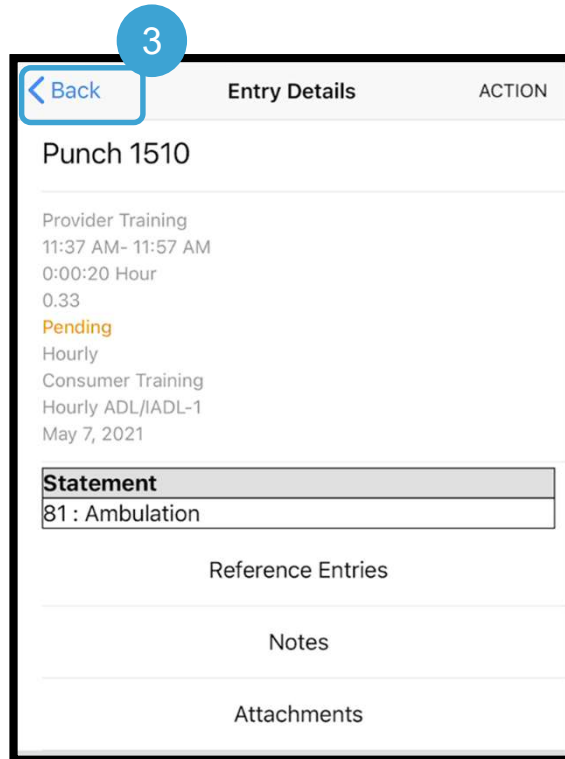 3
Back Entry Details ACTION
Punch 1510
Provider Training
11:37 AM- 11:57 AM
0:00:20 Hour
0.33
Pending
Hourly
Consumer Training
Hourly ADL/IADL-1
May 7, 2021
Statement
81 : Ambulation
Reference Entries
Notes
Attachments